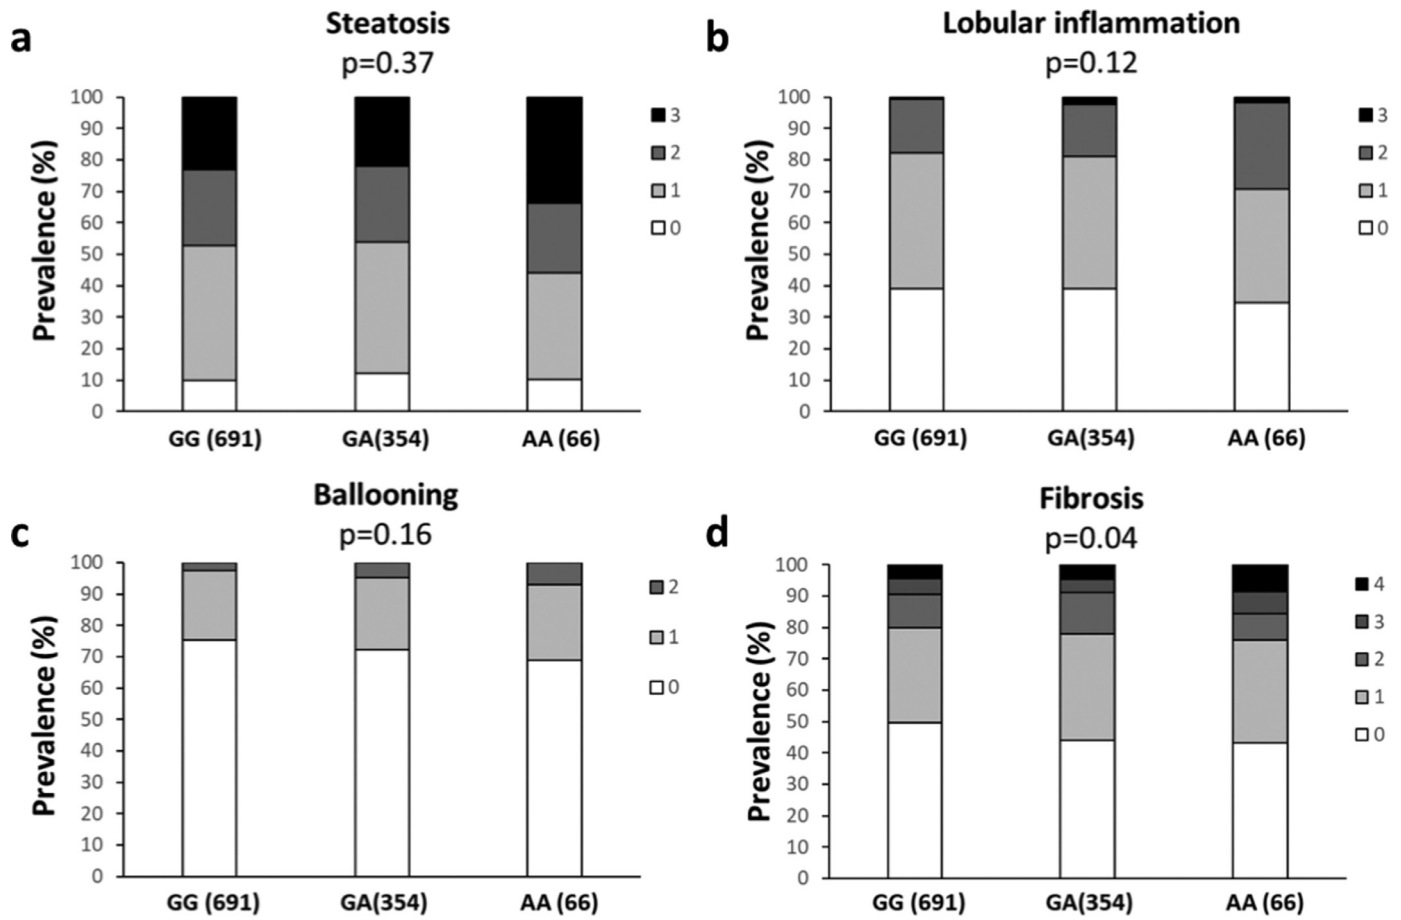 a
Steatosis
p=0.37
Prevalence (%)
100
90
80
70
60
50
40
30
20
10
0
GG (691)
GA(354)
AA (66)
3
2
1
0
b
Lobular inflammation
p=0.12
Prevalence (%)
100
90
80
70
60
50
40
30
20
10
0
GG (691)
GA(354)
AA (66)
3
2
1
0
c
Ballooning
p=0.16
Prevalence (%)
100
90
80
70
60
50
40
30
20
10
0
GG (691)
GA(354)
AA (66)
2
1
0
d
Fibrosis
p=0.04
Prevalence (%)
100
90
80
70
60
50
40
30
20
10
0
GG (691)
GA(354)
AA (66)
4
3
2
1
0